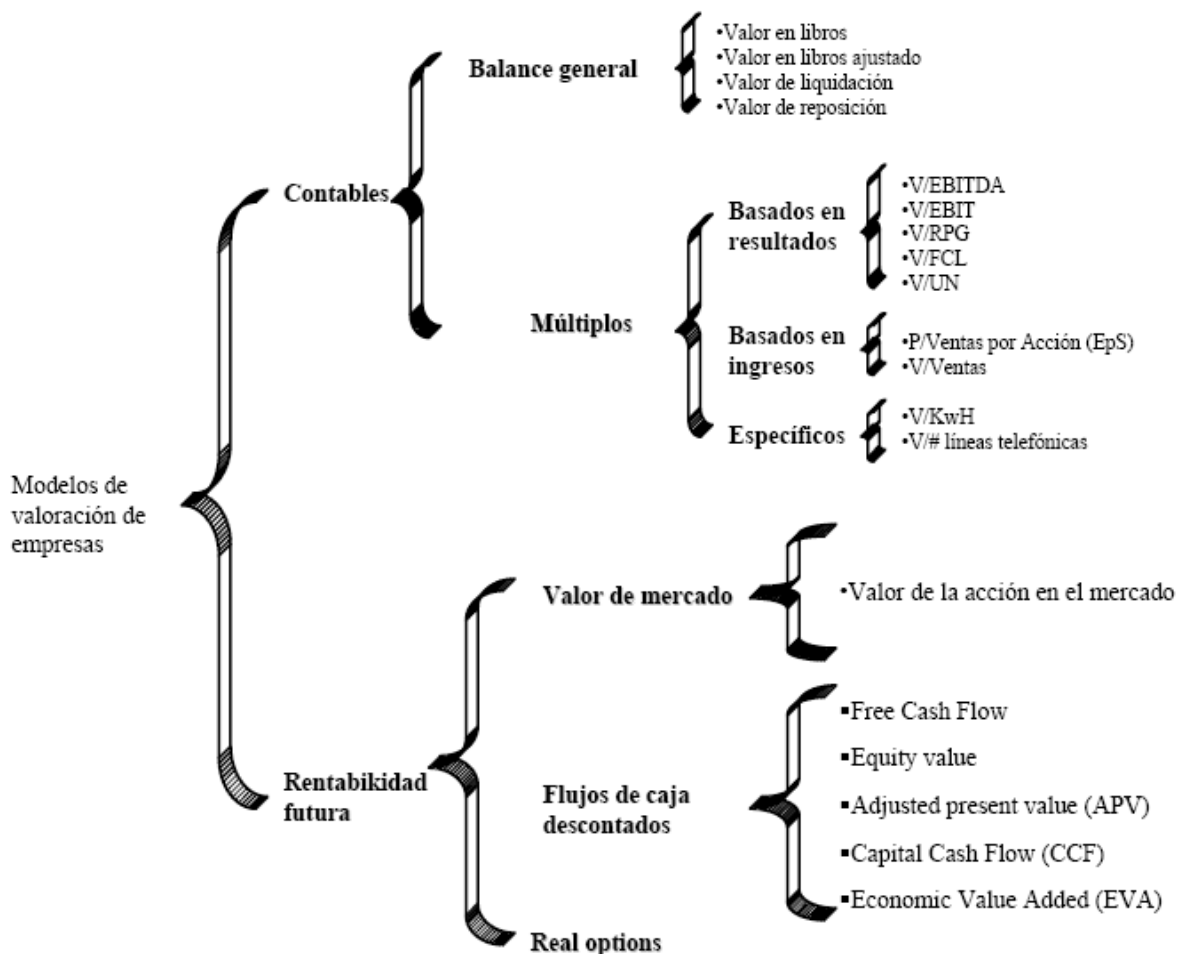 Modelos de
valoración de
empresas
Contables
Balance general
•Valor en libros
•Valor en libros ajustado
•Valor de liquidación
•Valor de reposición
Múltiplos
Basados en
resultados
•V/EBITDA
•V/EBIT
•V/RPG
•V/FCL
•V/UN
Basados en
ingresos
•P/Ventas por Acción (EpS)
•V/Ventas
Específicos
•V/KwH
•V/# líneas telefónicas
Rentabikidad
futura
Valor de mercado
•Valor de la acción en el mercado
Flujos de caja
descontados
▪Free Cash Flow
▪Equity value
▪Adjusted present value (APV)
▪Capital Cash Flow (CCF)
▪Economic Value Added (EVA)
Real options